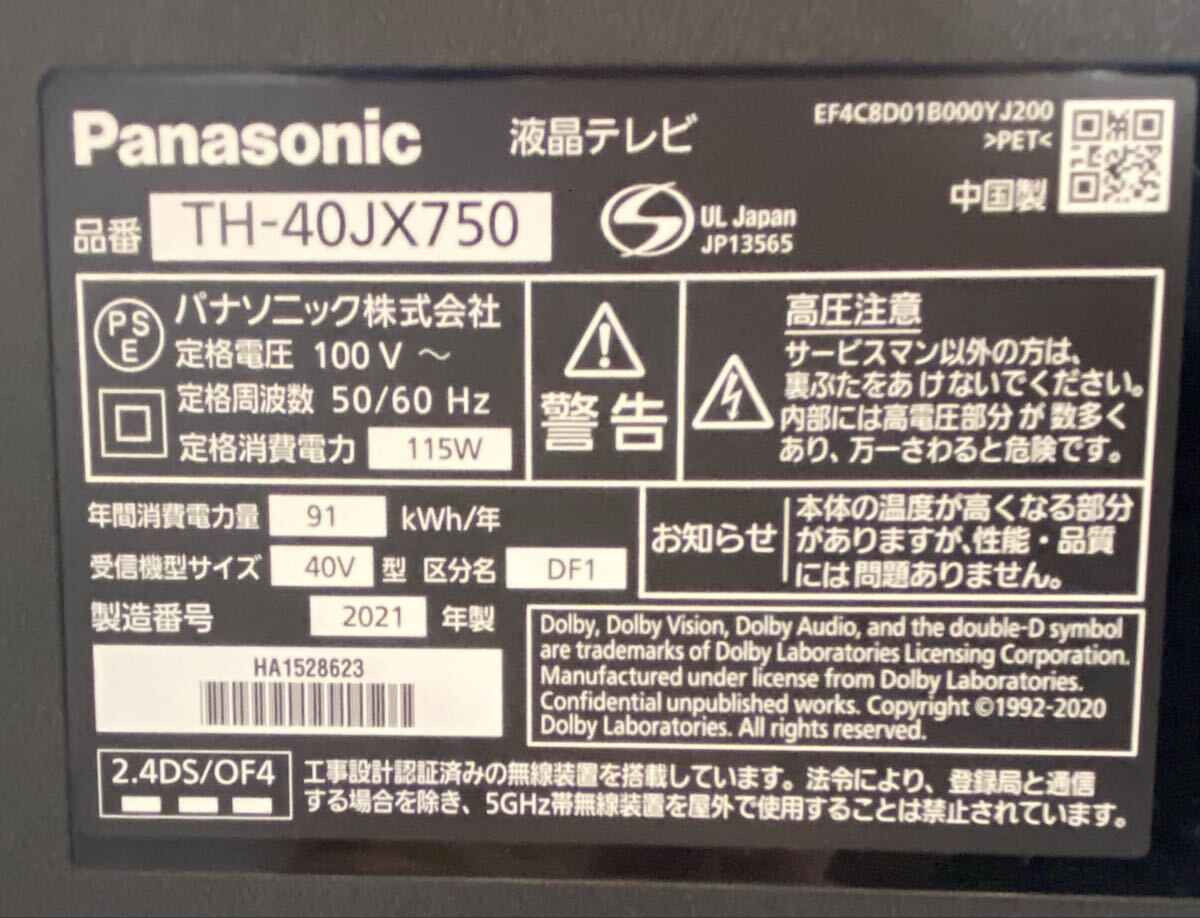 Panasonic 液晶テレビ
EF4C8D01B000YJ200
>PET<
中国製
品番 TH-40JX750
S
UL Japan
JP13565
PS
E
パナソニック株式会社
定格電圧 100 V ～
定格周波数 50/60 Hz
定格消費電力 115W
警告
高圧注意
サービスマン以外の方は、
裏ぶたをあけないでください。
内部には高電圧部分が数多く
あり、万一さわると危険です。
年間消費電力量 91 kWh/年
受信機型サイズ 40V 型 区分名 DF1
製造番号 2021 年製
HA1528623
お知らせ
本体の温度が高くなる部分
がありますが、性能・品質
には問題ありません。
Dolby, Dolby Vision, Dolby Audio, and the double-D symbol
are trademarks of Dolby Laboratories Licensing Corporation.
Manufactured under license from Dolby Laboratories.
Confidential unpublished works. Copyright ©1992-2020
Dolby Laboratories. All rights reserved.
2.4DS/OF4
工事設計認証済みの無線装置を搭載しています。法令により、登録局と通信
する場合を除き、5GHz帯無線装置を屋外で使用することは禁止されています。